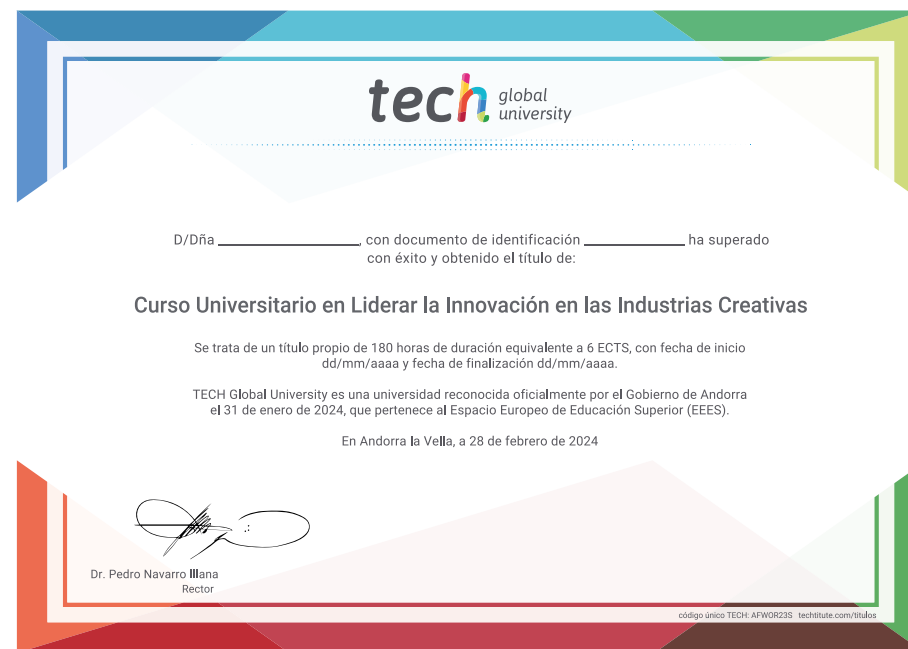 tech global university
D/Dña ______________, con documento de identificación __________ ha superado
con éxito y obtenido el título de:
Curso Universitario en Liderar la Innovación en las Industrias Creativas
Se trata de un título propio de 180 horas de duración equivalente a 6 ECTS, con fecha de inicio
dd/mm/aaaa y fecha de finalización dd/mm/aaaa.
TECH Global University es una universidad reconocida oficialmente por el Gobierno de Andorra
el 31 de enero de 2024, que pertenece al Espacio Europeo de Educación Superior (EEES).
En Andorra la Vella, a 28 de febrero de 2024
Dr. Pedro Navarro Illana
Rector
código único TECH: AFWOR23S techtitute.com/titulos